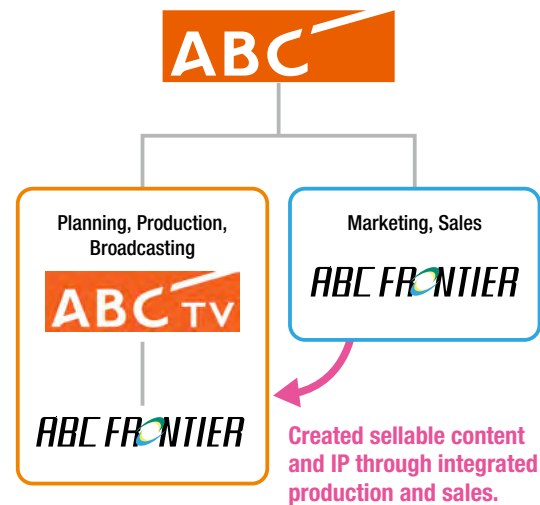 ABC
Planning, Production,
Broadcasting
ABC TV
ABC FRONTIER
Marketing, Sales
ABC FRONTIER
Created sellable content
and IP through integrated
production and sales.